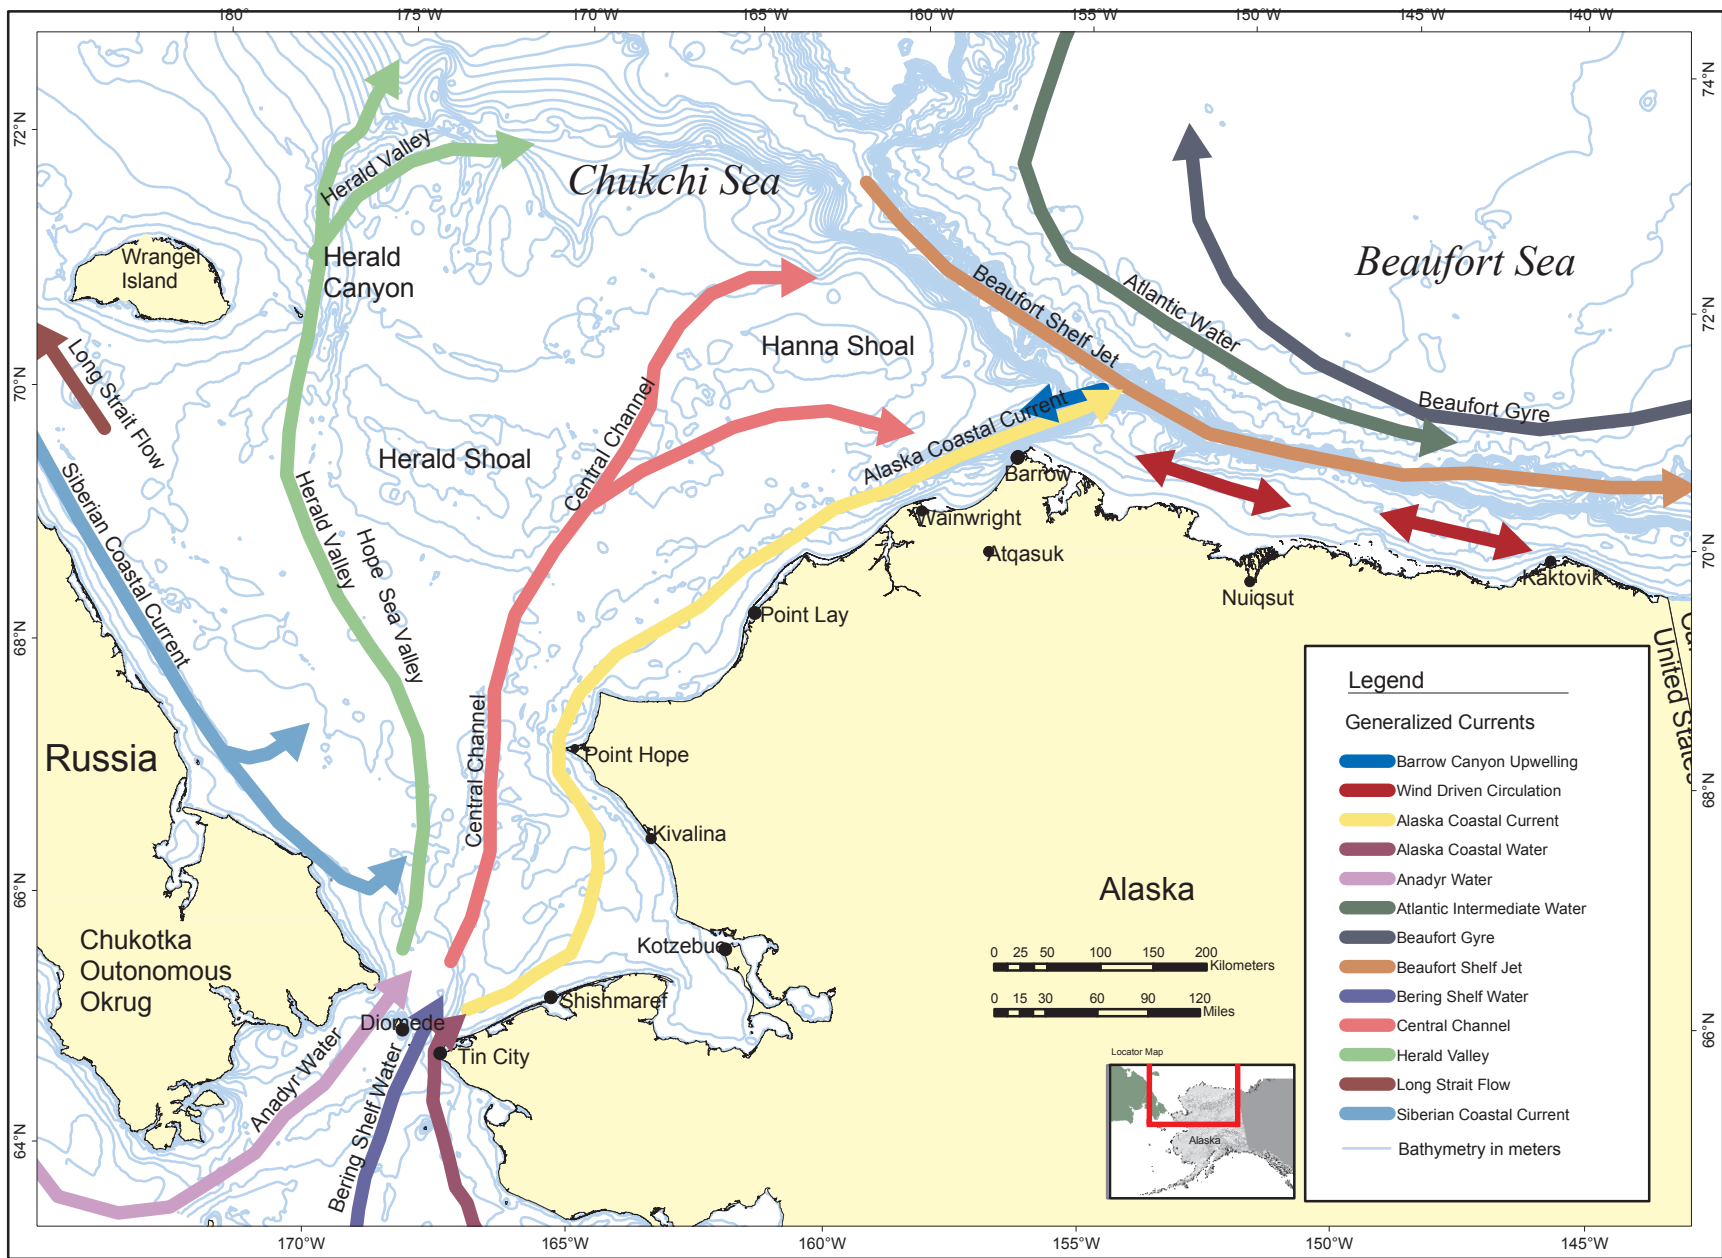 180°
175°W
170°W
165°W
160°W
155°W
150°W
145°W
140°W
72°N
74°N
Herald Valley
Chukchi Sea
Wrangel
Island
Herald
Canyon
Beaufort Sea
Beaufort Shelf Jet
Atlantic Water
72°N
Hanna Shoal
Long Strait Flow
70°N
Beaufort Gyre
Central Channel
Alaska Coastal Current
Herald Shoal
Barrow
Siberian Coastal Current
Herald Valley
Hope Sea Valley
Wainwright
Atqasuk
70°N
Kaktovik
Nuiqsut
Point Lay
68°N
United States
Legend
Generalized Currents
Russia
Point Hope
Central Channel
Barrow Canyon Upwelling
Wind Driven Circulation
68°N
Alaska Coastal Current
Kivalina
Alaska Coastal Water
66°N
Anadyr Water
Alaska
Atlantic Intermediate Water
Beaufort Gyre
Chukotka
Outonomous
Okrug
Kotzebue
0 25 50 100 150 200
Kilometers
Beaufort Shelf Jet
Shishmaref
Bering Shelf Water
0 15 30 60 90 120
Miles
Diomede
Central Channel
66°N
Tin City
Anadyr Water
Bering Shelf Water
Locator Map
Alaska
Herald Valley
Long Strait Flow
Siberian Coastal Current
64°N
Bathymetry in meters
170°W
165°W
160°W
155°W
150°W
145°W